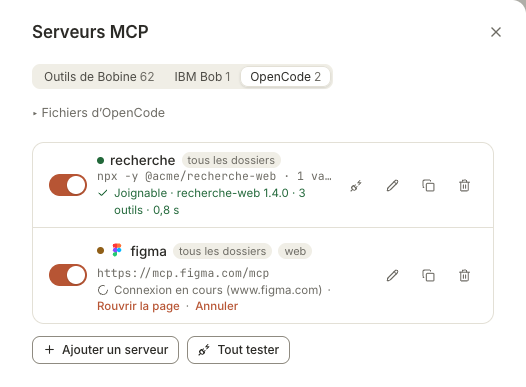 Serveurs MCP
Outils de Bobine 62 IBM Bob 1 OpenCode 2
Fichiers d’OpenCode
recherche tous les dossiers
npx -y @acme/recherche-web · 1 va…
Joignable · recherche-web 1.4.0 · 3
outils · 0,8 s
figma tous les dossiers web
https://mcp.figma.com/mcp
Connexion en cours (www.figma.com) ·
Rouvrir la page · Annuler
Ajouter un serveur Tout tester